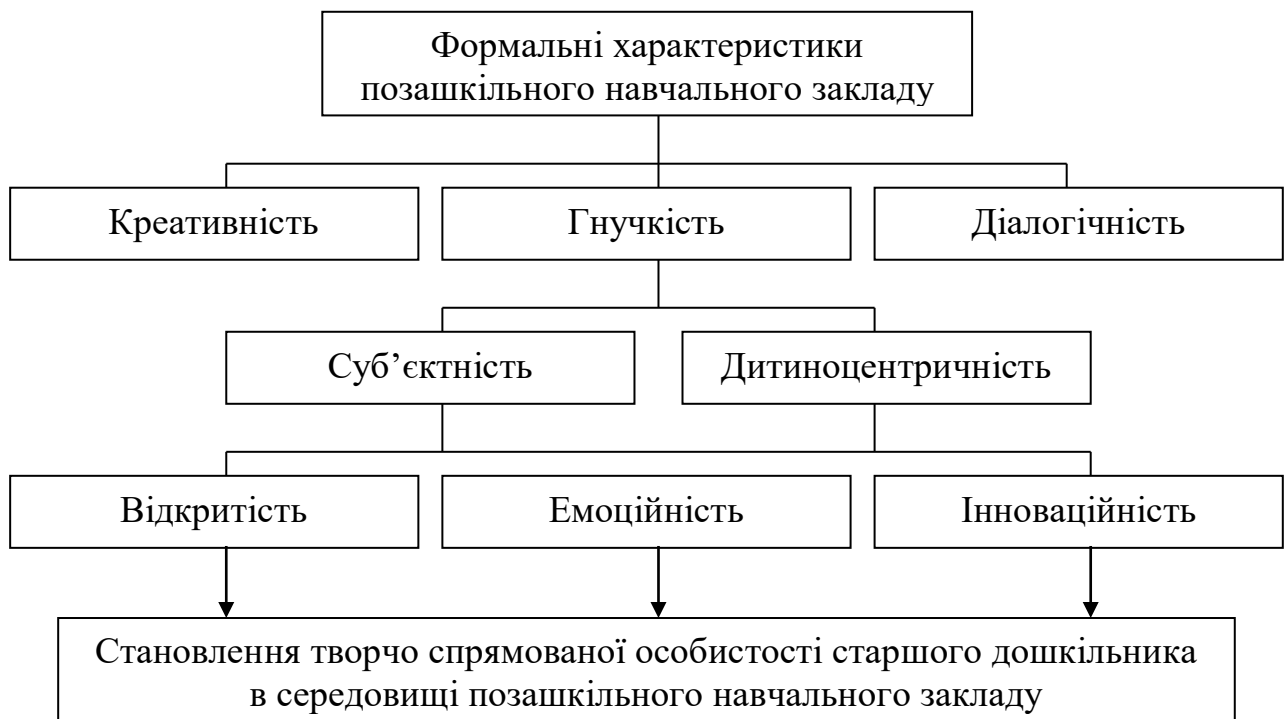 Формальні характеристики
позашкільного навчального закладу
Креативність
Гнучкість
Діалогічність
Суб’єктність
Дитиноцентричність
Відкритість
Емоційність
Інноваційність
Становлення творчо спрямованої особистості старшого дошкільника
в середовищі позашкільного навчального закладу